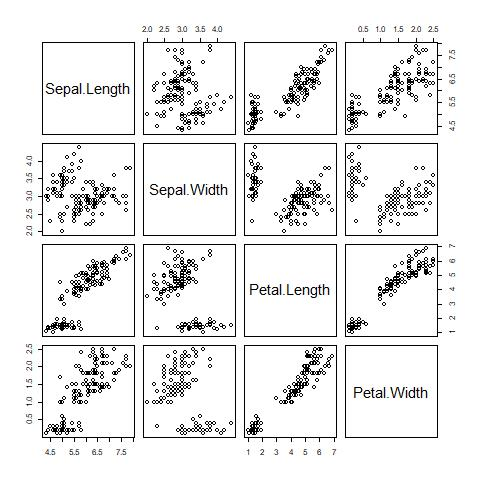 2.0 3.0 4.0
0.5 1.5 2.5
Sepal.Length
4.5 5.5 6.5 7.5
2.0 2.5 3.0 3.5 4.0
Sepal.Width
Petal.Length
1 2 3 4 5 6 7
0.5 1.0 1.5 2.0 2.5
Petal.Width
4.5 5.5 6.5 7.5
1 2 3 4 5 6 7
0.5 1.0 1.5 2.0 2.5